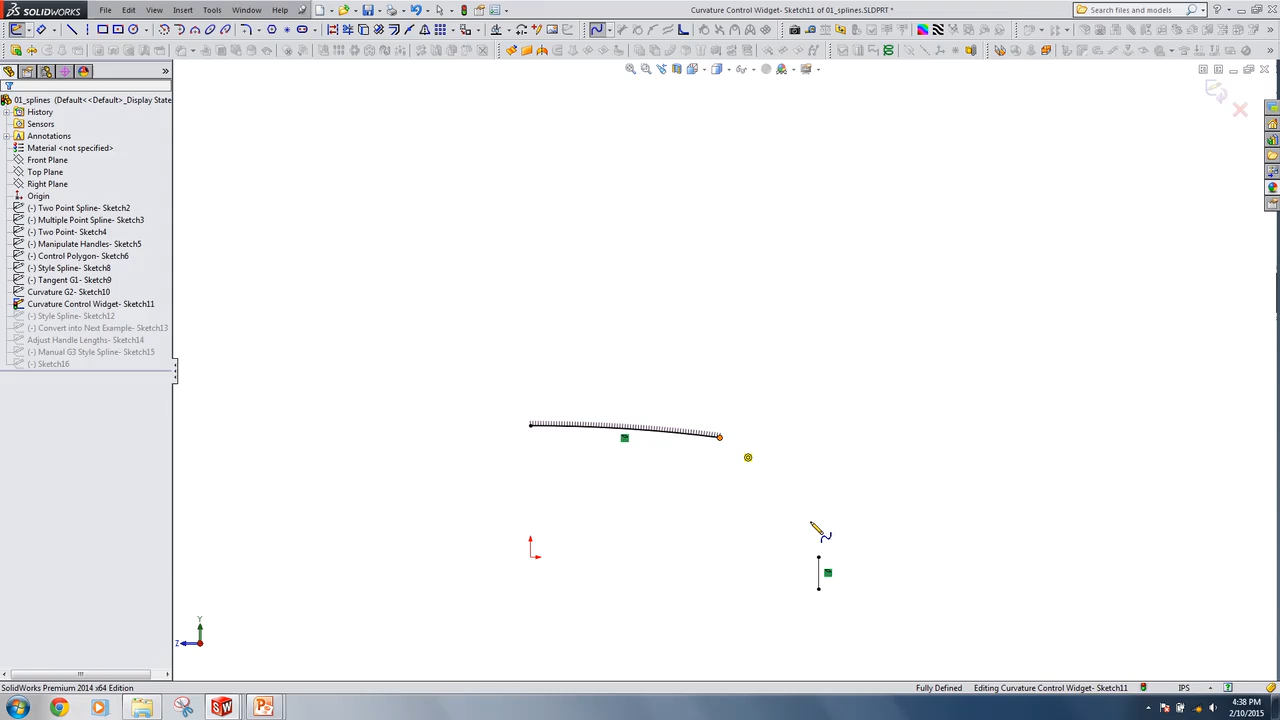 SOLIDWORKS
File Edit View Insert Tools Window Help
Curvature Control Widget- Sketch11 of 01_splines.SLDPRT *
Search files and models
01_splines (Default<<Default>_Display State
History
Sensors
Annotations
Material <not specified>
Front Plane
Top Plane
Right Plane
Origin
(-) Two Point Spline- Sketch2
(-) Multiple Point Spline- Sketch3
(-) Two Point- Sketch4
(-) Manipulate Handles- Sketch5
(-) Control Polygon- Sketch6
(-) Style Spline- Sketch8
(-) Tangent G1- Sketch9
Curvature G2- Sketch10
Curvature Control Widget- Sketch11
(-) Style Spline- Sketch12
(-) Convert into Next Example- Sketch13
Adjust Handle Lengths- Sketch14
(-) Manual G3 Style Spline- Sketch15
(-) Sketch16
Y
Z
SolidWorks Premium 2014 x64 Edition
Fully Defined
Editing Curvature Control Widget- Sketch11
IPS
4:38 PM
2/10/2015